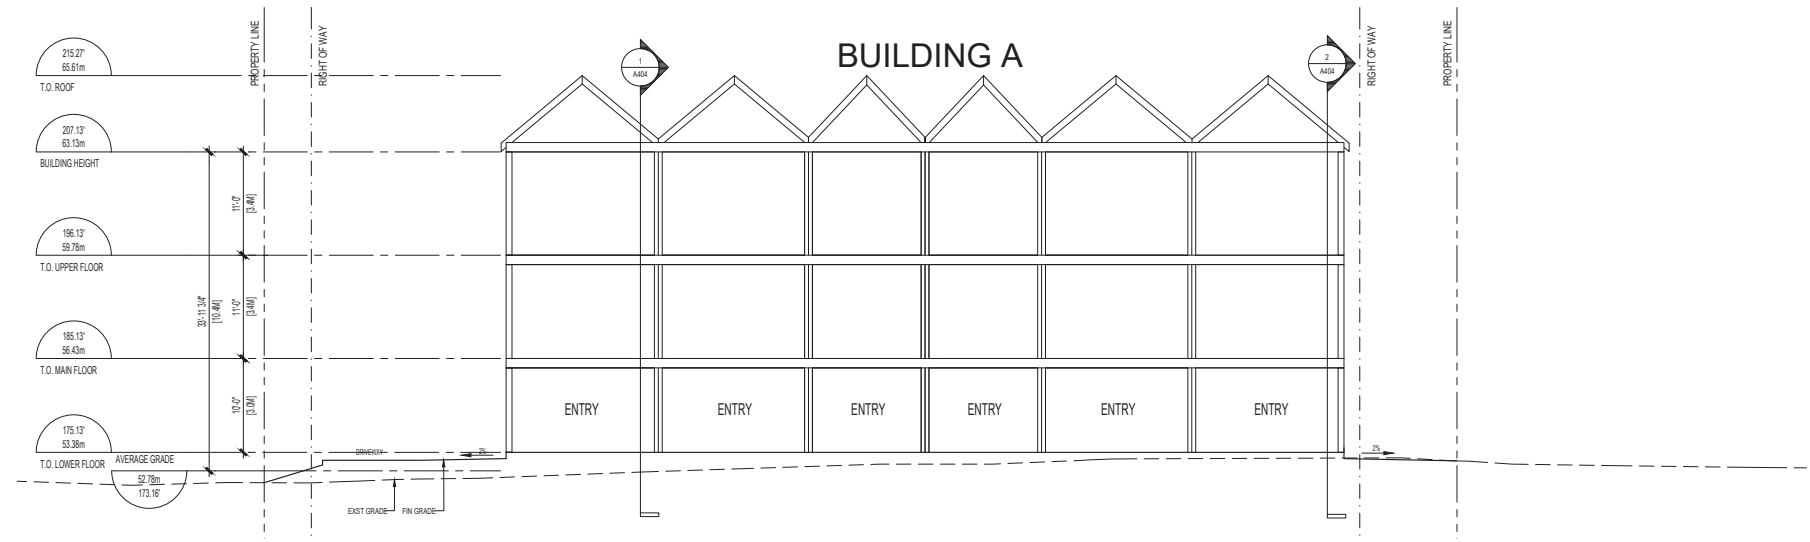 BUILDING A
PROPERTY LINE
RIGHT OF WAY
1
A404
2
A404
RIGHT OF WAY
PROPERTY LINE
215.27'
65.61m
T.O. ROOF
207.13'
63.13m
BUILDING HEIGHT
11'-0"
[3.4M]
196.13'
59.78m
T.O. UPPER FLOOR
33'-11 3/4"
[10.4M]
11'-0"
[3.4M]
185.13'
56.43m
T.O. MAIN FLOOR
10'-0"
[3.0M]
ENTRY
ENTRY
ENTRY
ENTRY
ENTRY
ENTRY
175.13'
53.38m
T.O. LOWER FLOOR
AVERAGE GRADE
52.78m
173.16'
DRIVEWAY
2%
2%
EXST GRADE
FIN GRADE